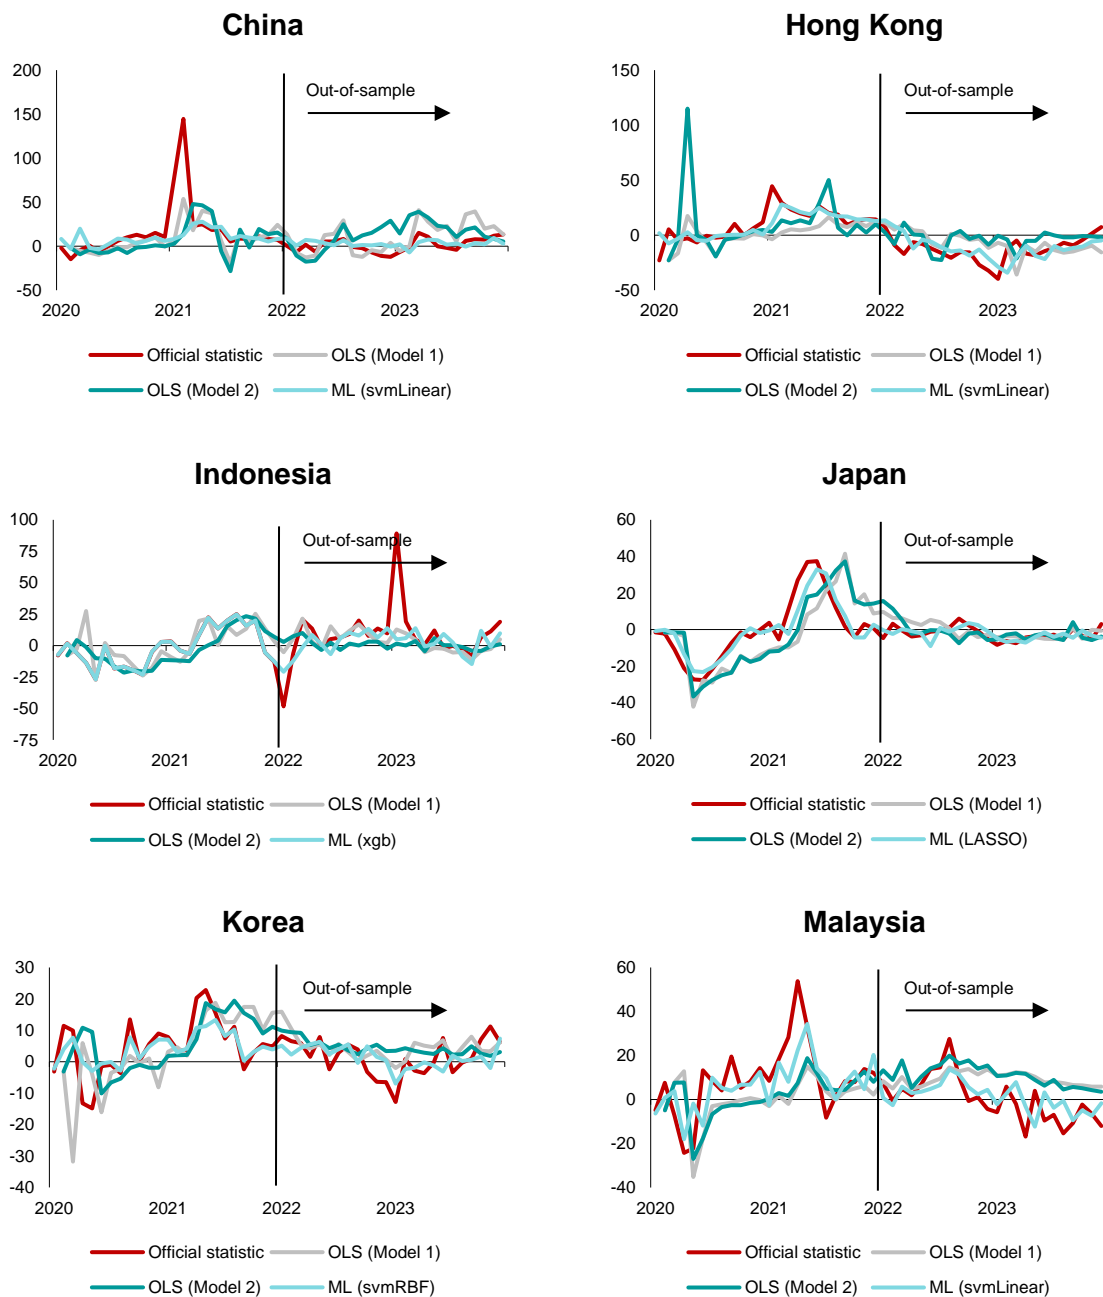 China
200
150
100
50
0
-50
2020 2021 2022 2023
Out-of-sample
Official statistic OLS (Model 1)
OLS (Model 2) ML (svmLinear)
Hong Kong
150
100
50
0
-50
2020 2021 2022 2023
Out-of-sample
Official statistic OLS (Model 1)
OLS (Model 2) ML (svmLinear)
Indonesia
100
75
50
25
0
-25
-50
-75
2020 2021 2022 2023
Out-of-sample
Official statistic OLS (Model 1)
OLS (Model 2) ML (xgb)
Japan
60
40
20
0
-20
-40
-60
2020 2021 2022 2023
Out-of-sample
Official statistic OLS (Model 1)
OLS (Model 2) ML (LASSO)
Korea
30
20
10
0
-10
-20
-30
-40
2020 2021 2022 2023
Out-of-sample
Official statistic OLS (Model 1)
OLS (Model 2) ML (svmRBF)
Malaysia
60
40
20
0
-20
-40
2020 2021 2022 2023
Out-of-sample
Official statistic OLS (Model 1)
OLS (Model 2) ML (svmLinear)